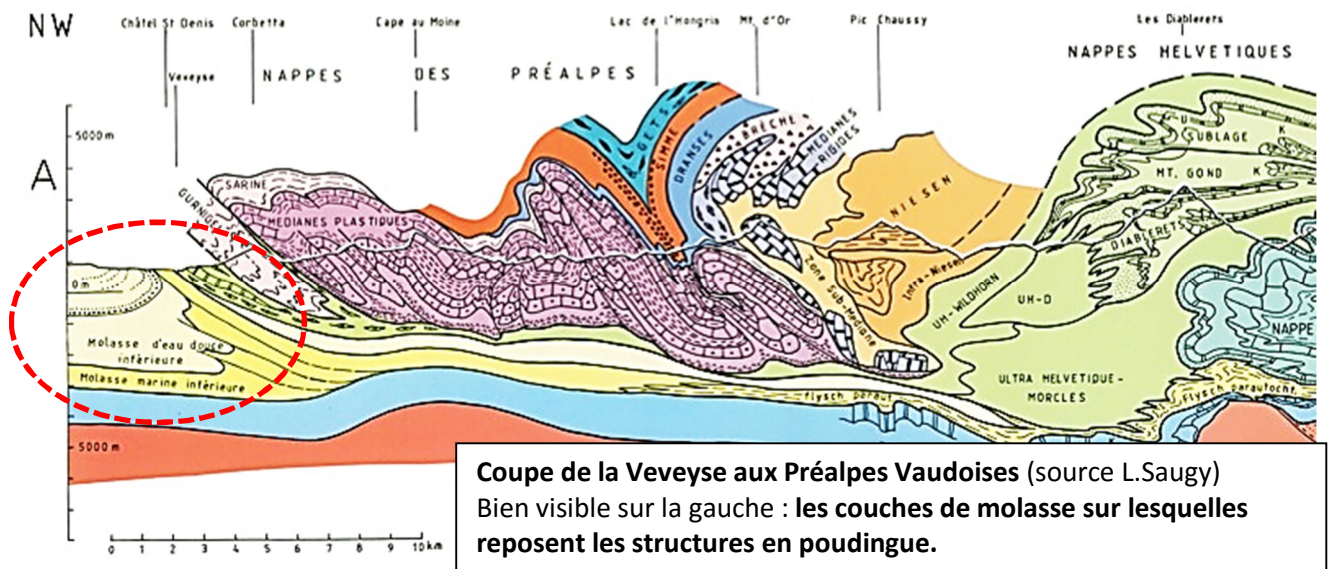 NW
Châtel St Denis
Corbetta
Cape au Moine
Lac de l'Hongrin
Mt. d'Or
Pic Chaussy
Les Diablerets
Veveyse
NAPPES DES PRÉALPES
NAPPES HELVETIQUES
5000 m
A
SARINE
GURNIGEL
MEDIANES PLASTIQUES
GETS
SIMME
DRANSES
BRÈCHE
MEDIANES
RIGIDES
NIESEN
SUBLAGE
U
K
MT. GOND
K
DIABLERETS
0 m
Zone SubMediane
Intra-Niesen
UH-WILDHORN
UH-D
NAPPE
Molasse d'eau douce
inférieure
Molasse marine inférieure
ULTRA HELVETIQUE-
MORCLES
flysch paraut.
Flysch parautocht.
5000 m
0 1 2 3 4 5 6 7 8 9 10 km
Coupe de la Veveyse aux Préalpes Vaudoises (source L.Saugy)
Bien visible sur la gauche : les couches de molasse sur lesquelles
reposent les structures en poudingue.